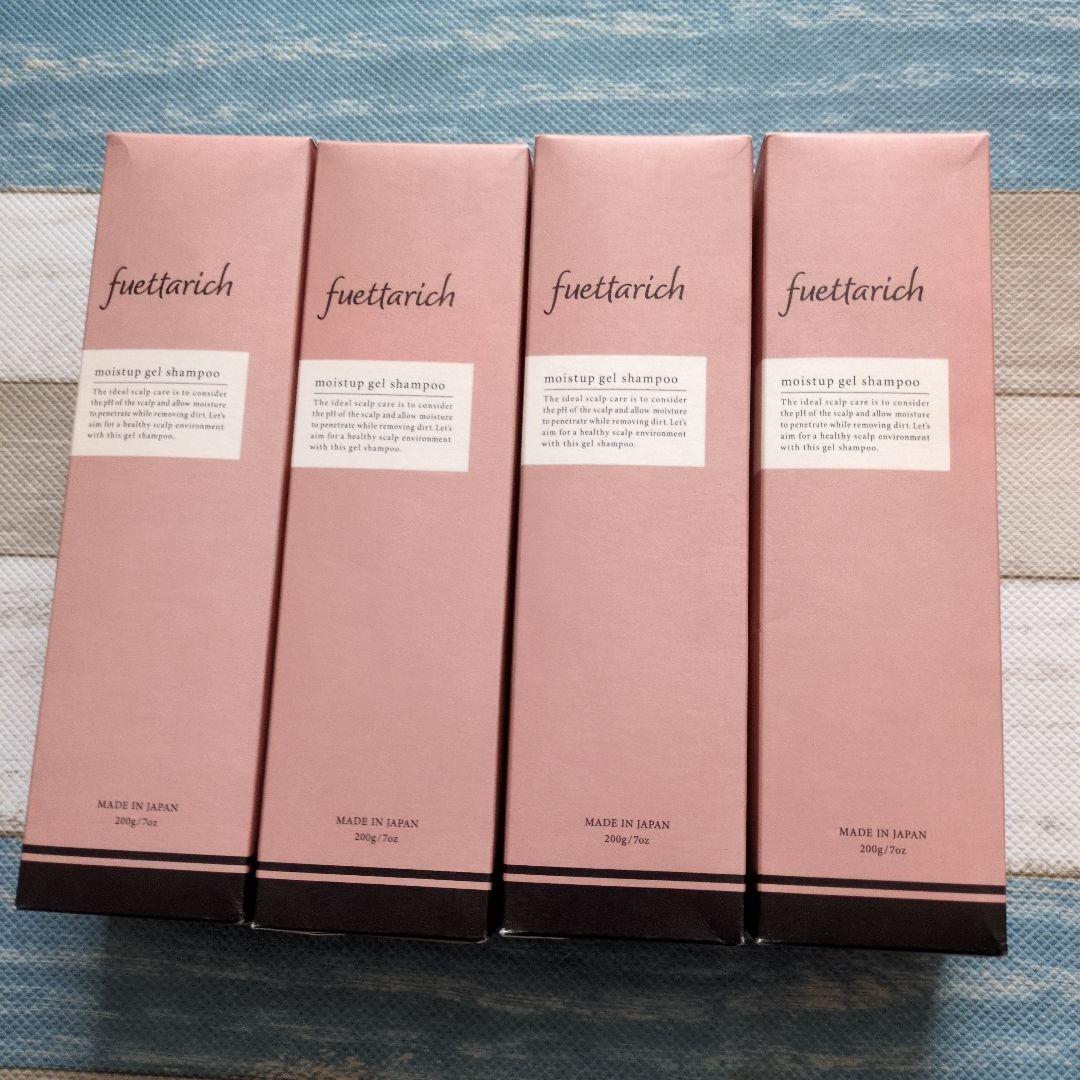 fuettarich
moistup gel shampoo
The ideal scalp care is to consider
the pH of the scalp and allow moisture
to penetrate while removing dirt. Let's
aim for a healthy scalp environment
with this gel shampoo.
MADE IN JAPAN
200g/7oz
fuettarich
moistup gel shampoo
The ideal scalp care is to consider
the pH of the scalp and allow moisture
to penetrate while removing dirt. Let's
aim for a healthy scalp environment
with this gel shampoo.
MADE IN JAPAN
200g/7oz
fuettarich
moistup gel shampoo
The ideal scalp care is to consider
the pH of the scalp and allow moisture
to penetrate while removing dirt. Let's
aim for a healthy scalp environment
with this gel shampoo.
MADE IN JAPAN
200g/7oz
fuettarich
moistup gel shampoo
The ideal scalp care is to consider
the pH of the scalp and allow moisture
to penetrate while removing dirt. Let's
aim for a healthy scalp environment
with this gel shampoo.
MADE IN JAPAN
200g/7oz